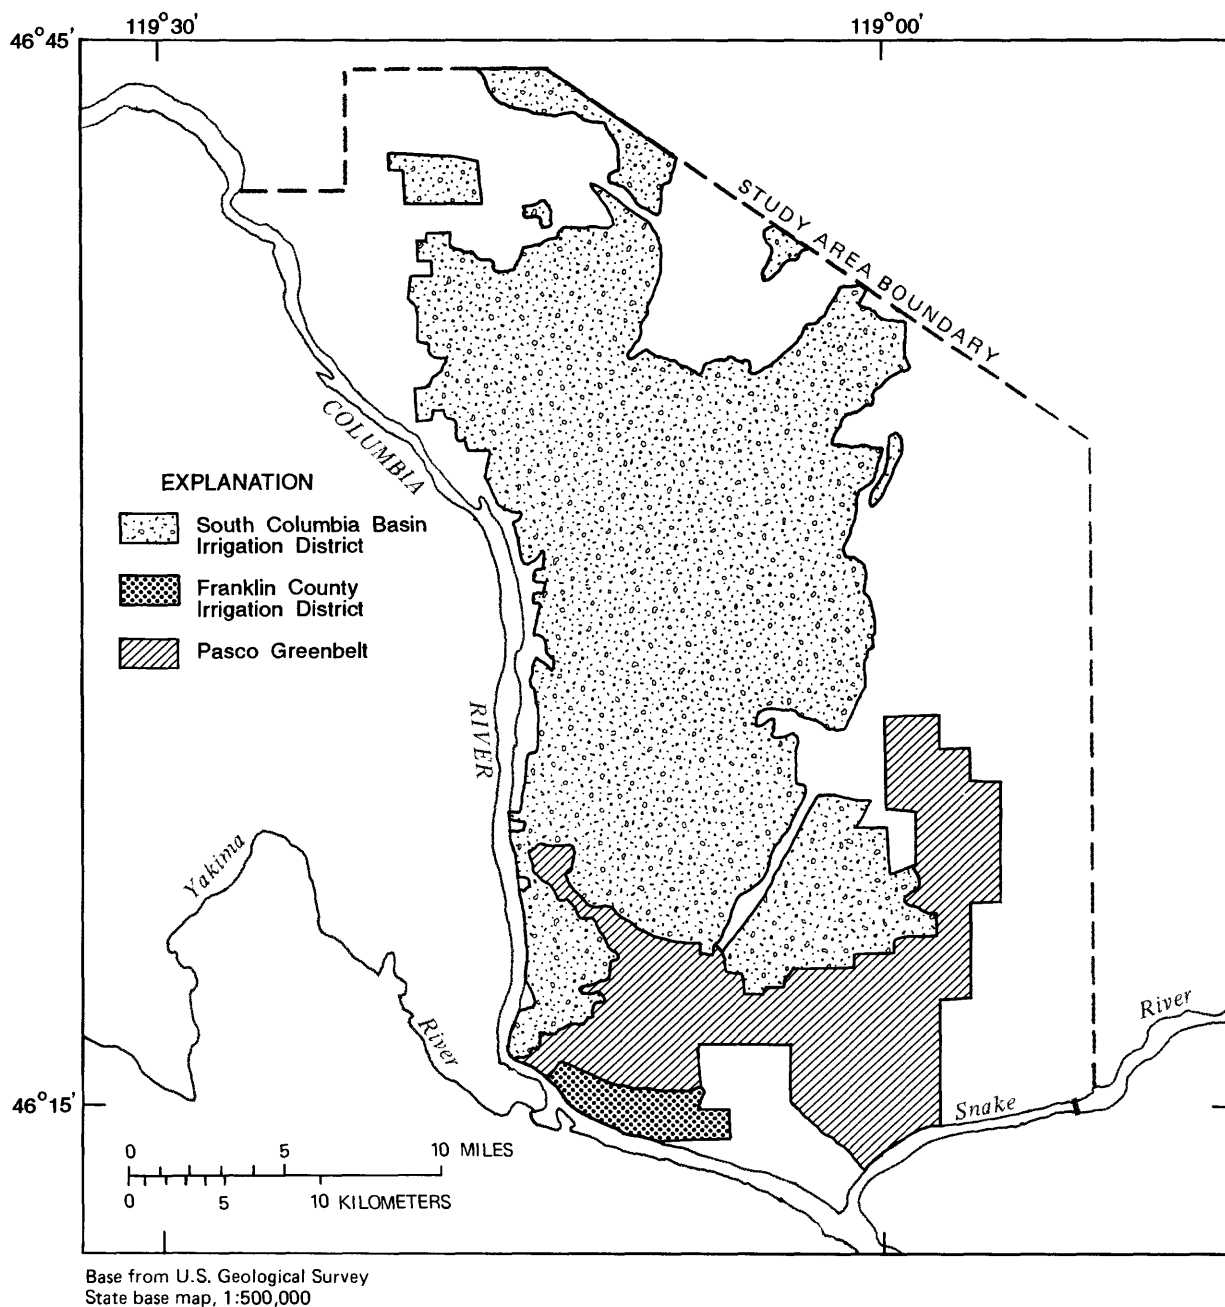 119°30'
119°00'
46°45'
STUDY AREA BOUNDARY
COLUMBIA
EXPLANATION
South Columbia Basin
Irrigation District
Franklin County
Irrigation District
Pasco Greenbelt
RIVER
Yakima
River
River
Snake
46°15'
0 5 10 MILES
0 5 10 KILOMETERS
Base from U.S. Geological Survey
State base map, 1:500,000